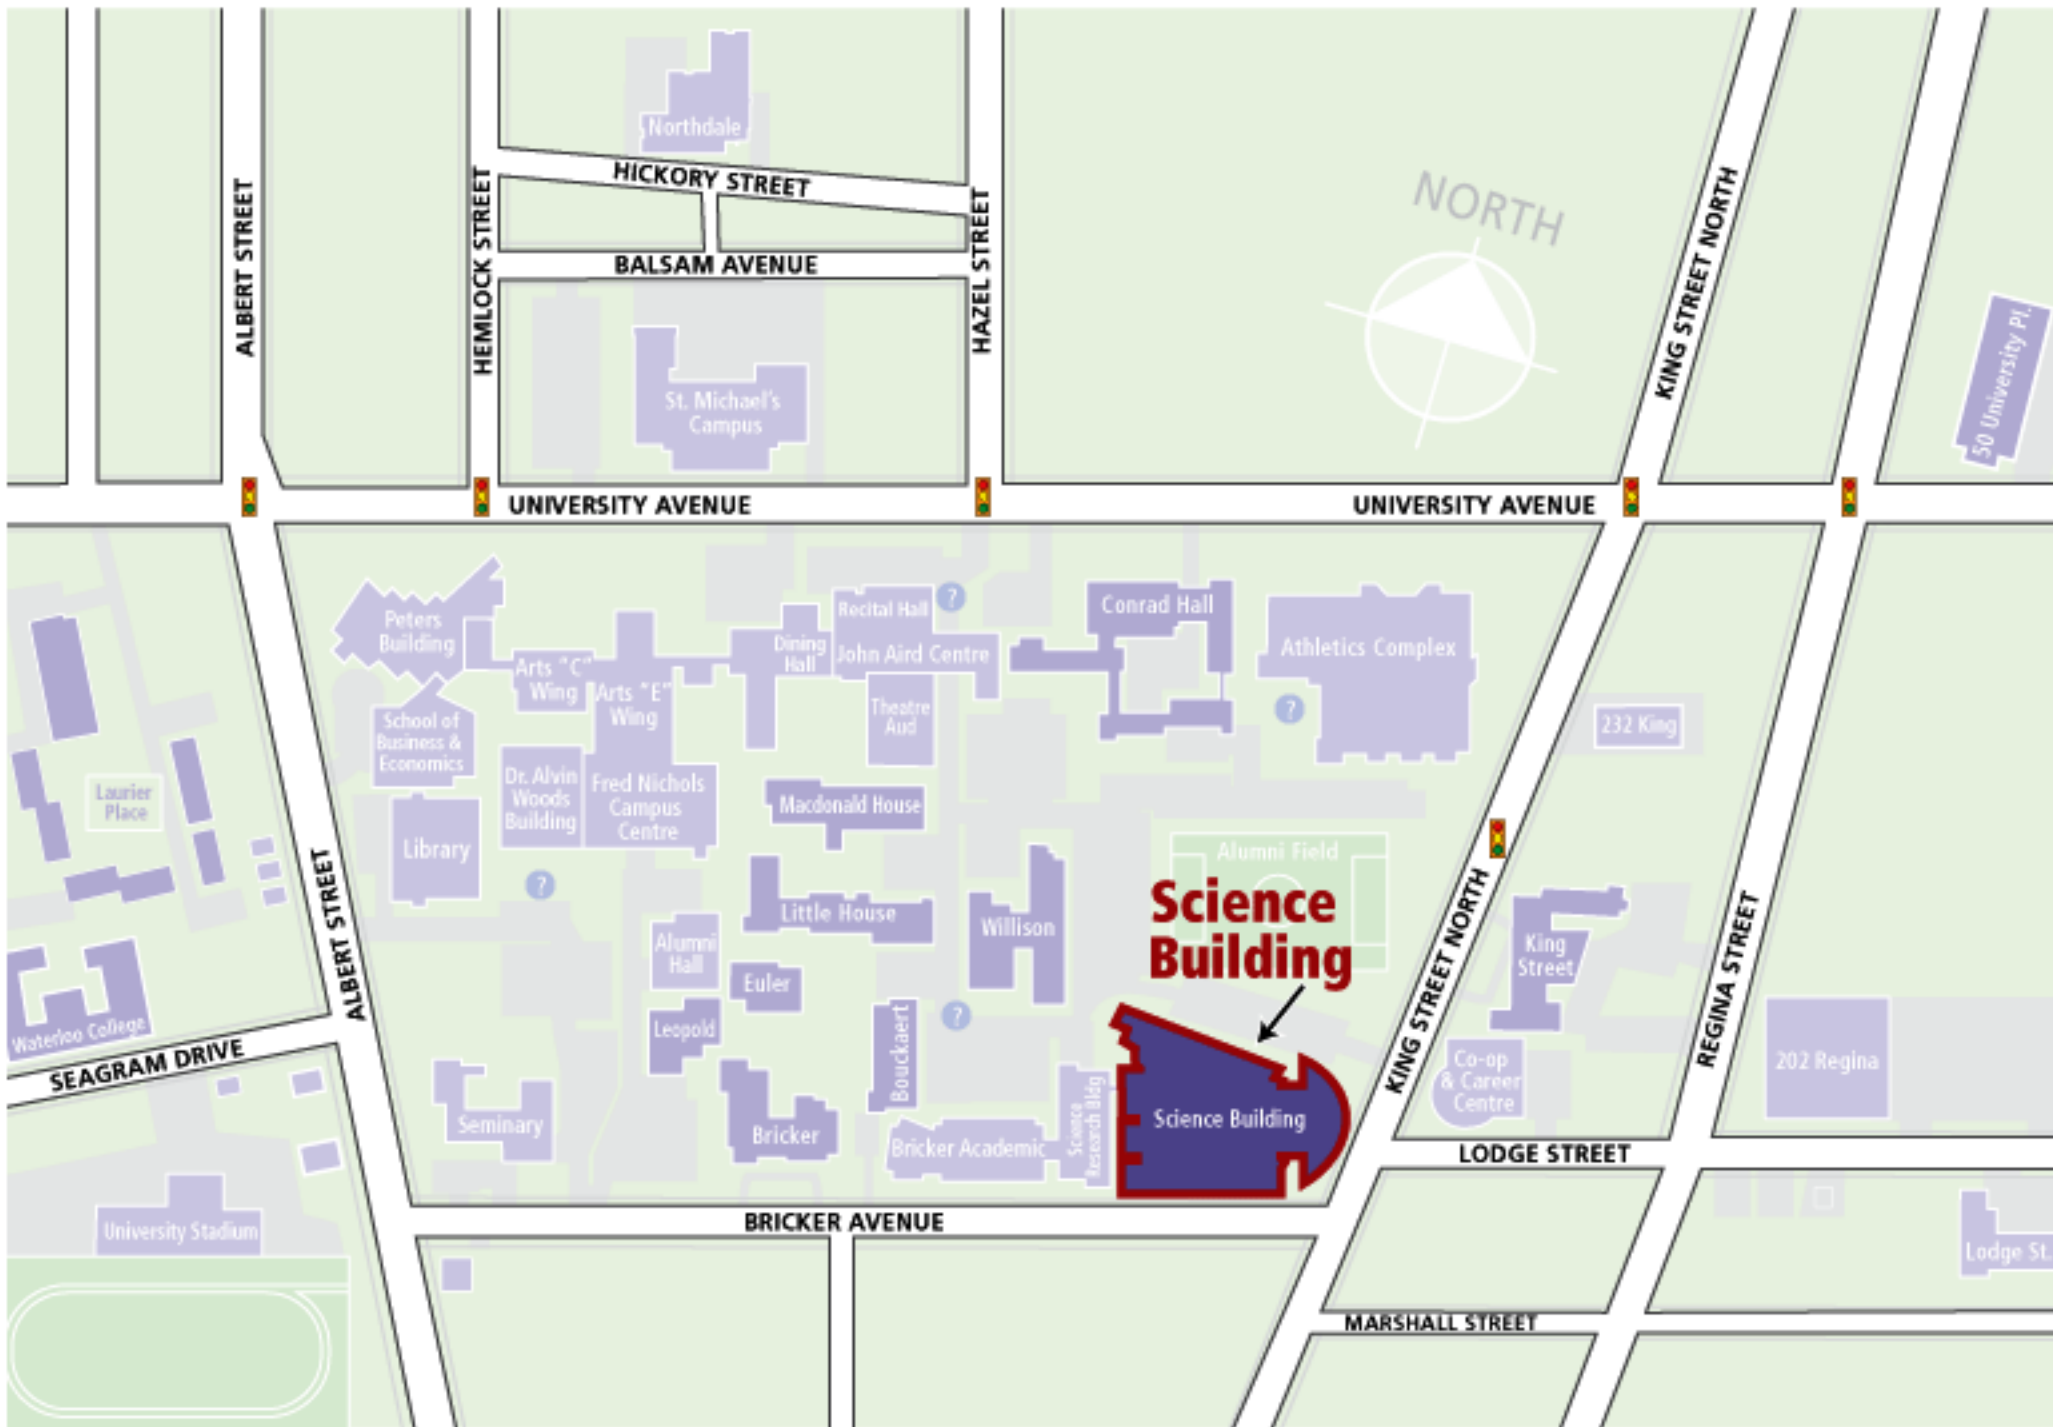 Northdale
HICKORY STREET
ALBERT STREET
HEMLOCK STREET
HAZEL STREET
BALSAM AVENUE
NORTH
KING STREET NORTH
50 University Pl.
St. Michael's
Campus
UNIVERSITY AVENUE
UNIVERSITY AVENUE
Peters
Building
Arts "C"
Wing
Arts "E"
Wing
Dining
Hall
Recital Hall
?
John Aird Centre
Theatre
Aud
Conrad Hall
Athletics Complex
?
232 King
School of
Business &
Economics
Dr. Alvin
Woods
Building
Fred Nichols
Campus
Centre
Macdonald House
Laurier
Place
Library
?
Alumni Field
Little House
Willison
Science
Building
ALBERT STREET
Alumni
Hall
Euler
Leopold
Bouckaert
?
King
Street
KING STREET NORTH
REGINA STREET
Waterloo College
SEAGRAM DRIVE
Co-op
& Career
Centre
202 Regina
Seminary
Bricker
Bricker Academic
Science
Research Bldg
Science Building
LODGE STREET
University Stadium
BRICKER AVENUE
Lodge St.
MARSHALL STREET